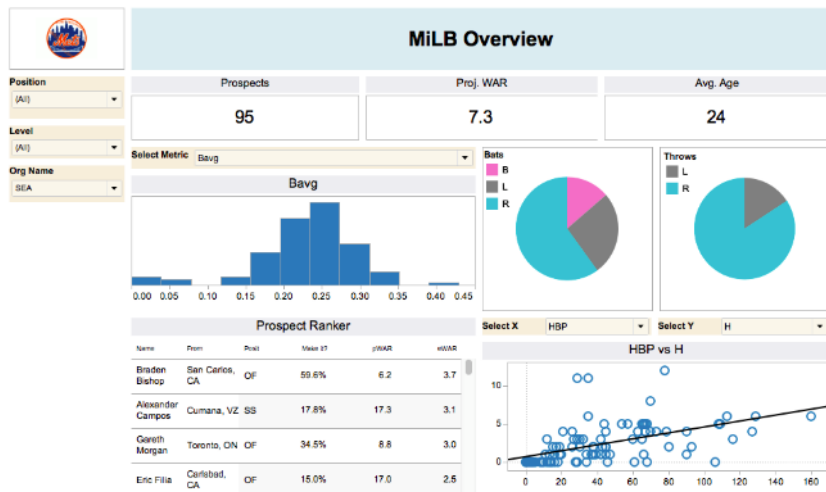 Mets
MiLB Overview
Position
(All)
Level
(All)
Org Name
SEA
Prospects
Proj. WAR
Avg. Age
95
7.3
24
Select Metric Bavg
Bavg
0.00 0.05 0.10 0.15 0.20 0.25 0.30 0.35 0.40 0.45
Bats
B
L
R
Throws
L
R
Prospect Ranker
Name From Posit Make it? pWAR xWAR
Braden Bishop San Carlos, CA OF 59.6% 6.2 3.7
Alexander Campos Cumana, VZ SS 17.8% 17.3 3.1
Gareth Morgan Toronto, ON OF 34.5% 8.8 3.0
Eric Filia Carlsbad, CA OF 15.0% 17.0 2.5
Select X HBP
Select Y H
HBP vs H
10
5
0
0 20 40 60 80 100 120 140 160